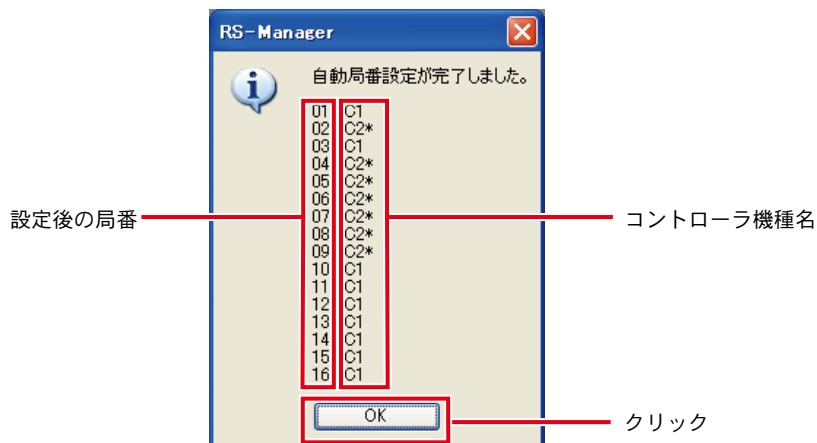 RS-Manager
自動局番設定が完了しました。
01 C1
02 C2*
03 C1
04 C2*
05 C2*
06 C2*
07 C2*
08 C2*
09 C2*
10 C1
11 C1
12 C1
13 C1
14 C1
15 C1
16 C1
設定後の局番
コントローラ機種名
OK
クリック